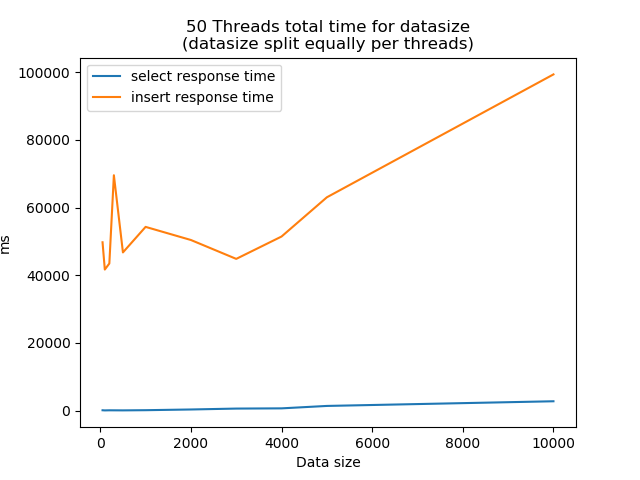 50 Threads total time for datasize
(datasize split equally per threads)
select response time
insert response time
100000
80000
60000
40000
20000
0
ms
0 2000 4000 6000 8000 10000
Data size